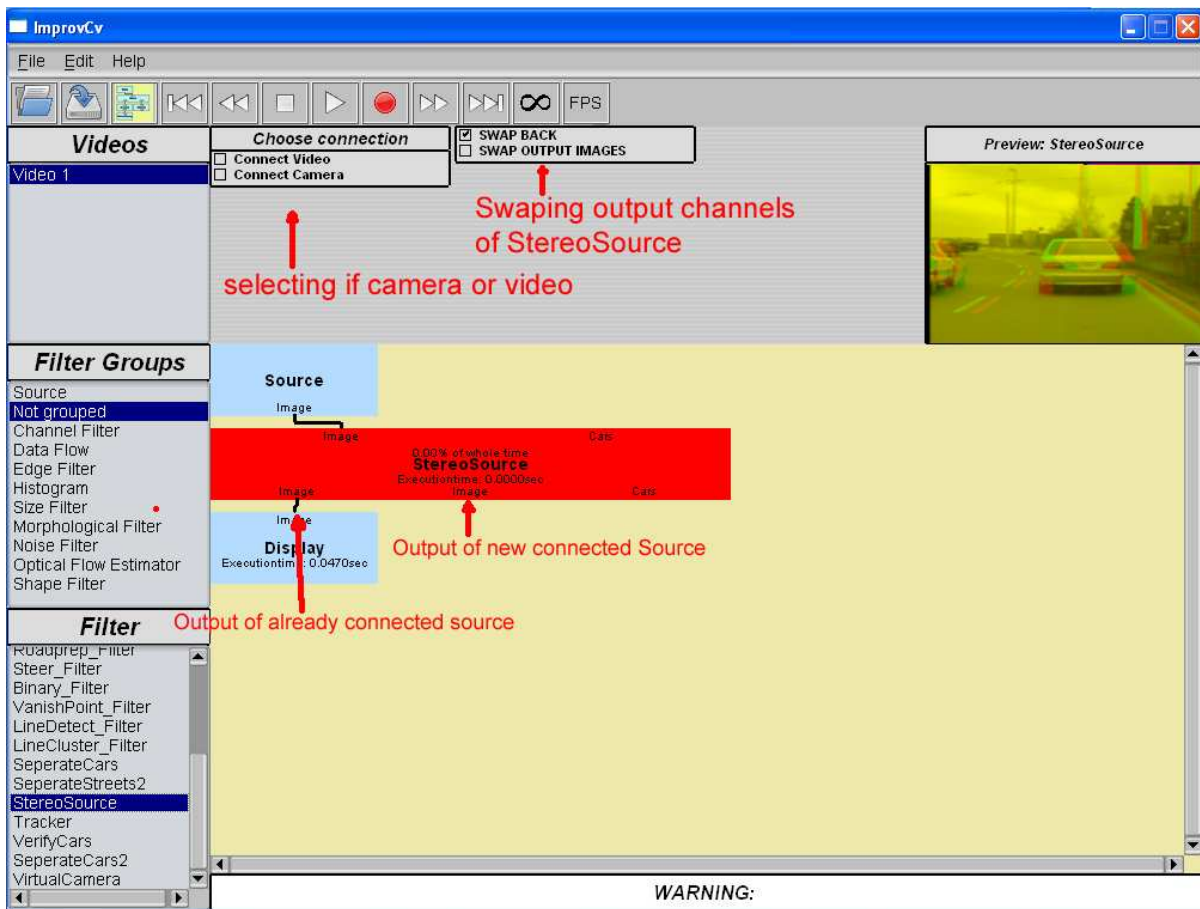 ImprovCv
File Edit Help
FPS
Videos
Video 1
Choose connection
Connect Video
Connect Camera
SWAP BACK
SWAP OUTPUT IMAGES
Preview: StereoSource
Swaping output channels
of StereoSource
selecting if camera or video
Filter Groups
Source
Not grouped
Channel Filter
Data Flow
Edge Filter
Histogram
Size Filter
Morphological Filter
Noise Filter
Optical Flow Estimator
Shape Filter
Source
Image
Image Cars
0.00% of whole time
StereoSource
Executiontime: 0.0000sec
Image Image Cars
Image
Display
Executiontime: 0.0470sec
Output of new connected Source
Output of already connected source
Filter
Roadprep_Filter
Steer_Filter
Binary_Filter
VanishPoint_Filter
LineDetect_Filter
LineCluster_Filter
SeperateCars
SeperateStreets2
StereoSource
Tracker
VerifyCars
SeperateCars2
VirtualCamera
WARNING: